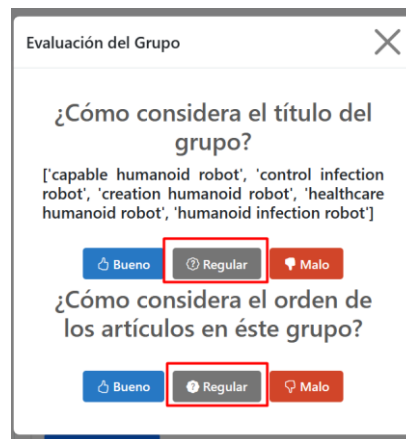 Evaluación del Grupo
¿Cómo considera el título del
grupo?
['capable humanoid robot', 'control infection
robot', 'creation humanoid robot', 'healthcare
humanoid robot', 'humanoid infection robot']
Bueno Regular Malo
¿Cómo considera el orden de
los artículos en éste grupo?
Bueno Regular Malo